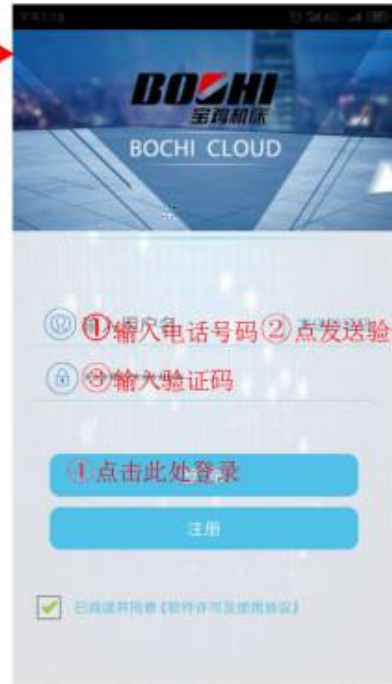 BOCHI
宝鸡机床
BOCHI CLOUD
①输入电话号码②点发送验
③输入验证码
④点击此处登录
注册
已阅读并同意《软件许可及使用协议》